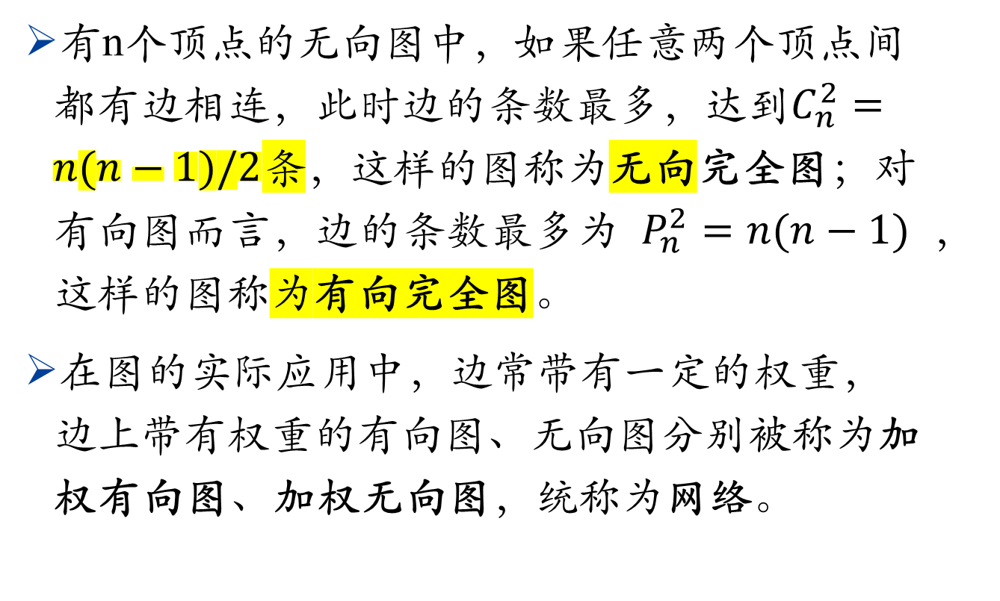 ➢有n个顶点的无向图中，如果任意两个顶点间
都有边相连，此时边的条数最多，达到$C_n^2 =$
$n(n-1)/2$条，这样的图称为无向完全图；对
有向图而言，边的条数最多为 $P_n^2 = n(n-1)$ ，
这样的图称为有向完全图。
➢在图的实际应用中，边常带有一定的权重，
边上带有权重的有向图、无向图分别被称为加
权有向图、加权无向图，统称为网络。